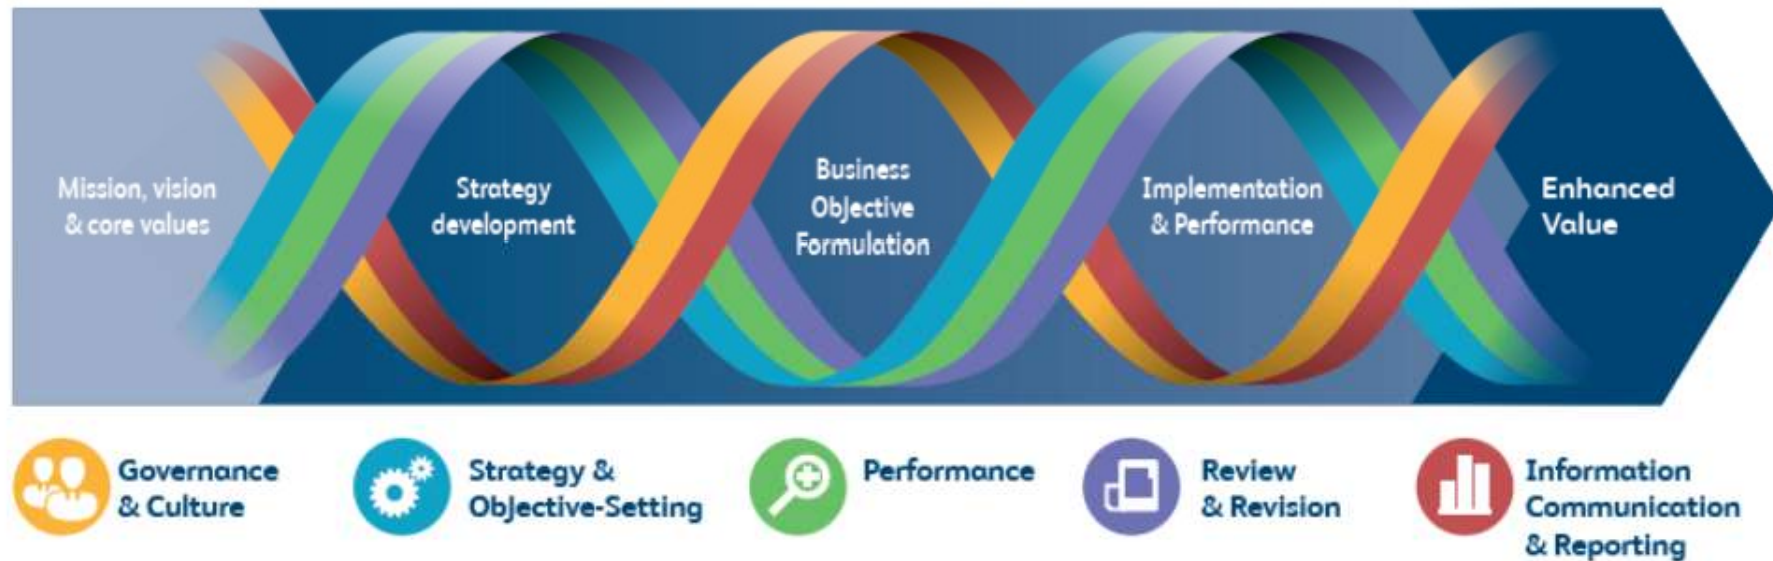 Mission, vision
& core values
Strategy
development
Business
Objective
Formulation
Implementation
& Performance
Enhanced
Value
Governance
& Culture
Strategy &
Objective-Setting
Performance
Review
& Revision
Information
Communication
& Reporting